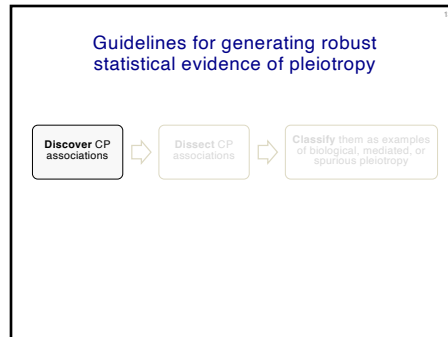 Guidelines for generating robust
statistical evidence of pleiotropy
Discover CP
associations
Dissect CP
associations
Classify them as examples
of biological, mediated, or
spurious pleiotropy